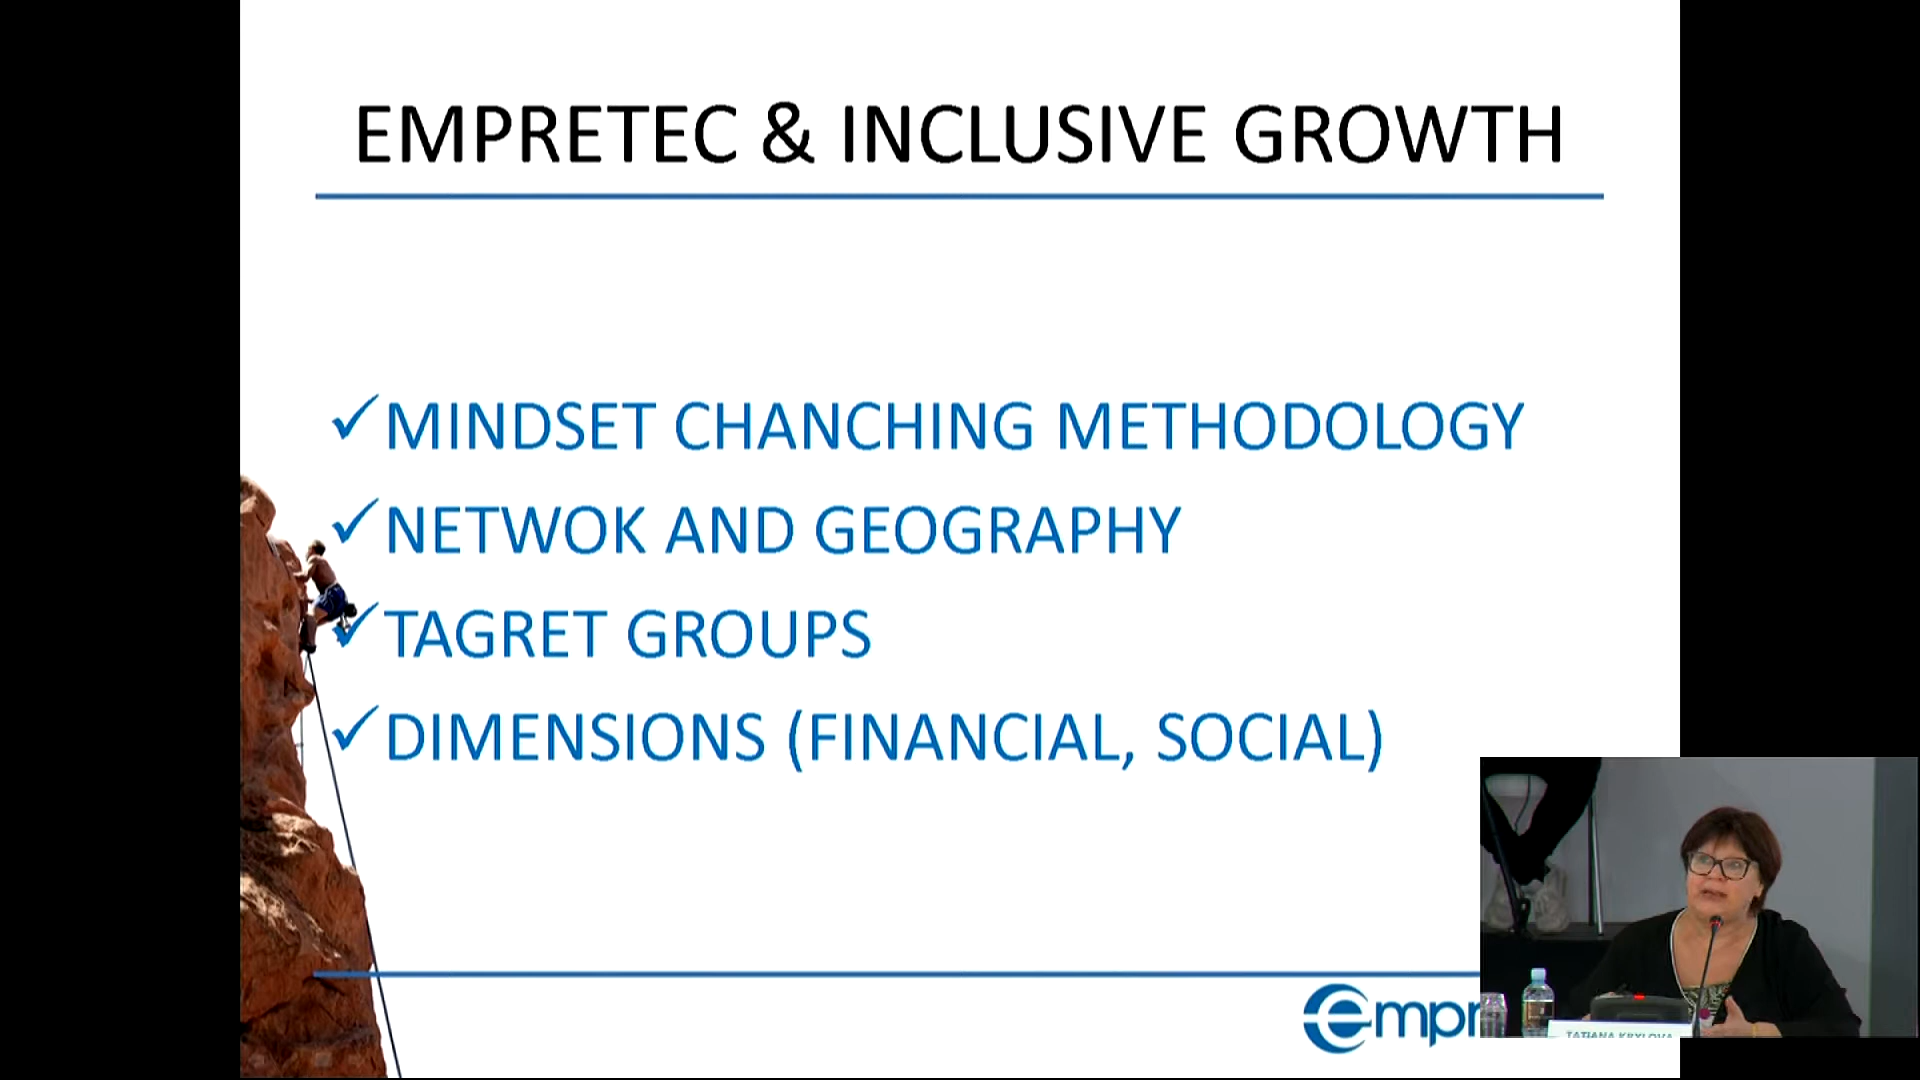 EMPRETEC & INCLUSIVE GROWTH
✓MINDSET CHANCHING METHODOLOGY
✓NETWOK AND GEOGRAPHY
✓TAGRET GROUPS
✓DIMENSIONS (FINANCIAL, SOCIAL)
empr
TATIANA KRYLOVA